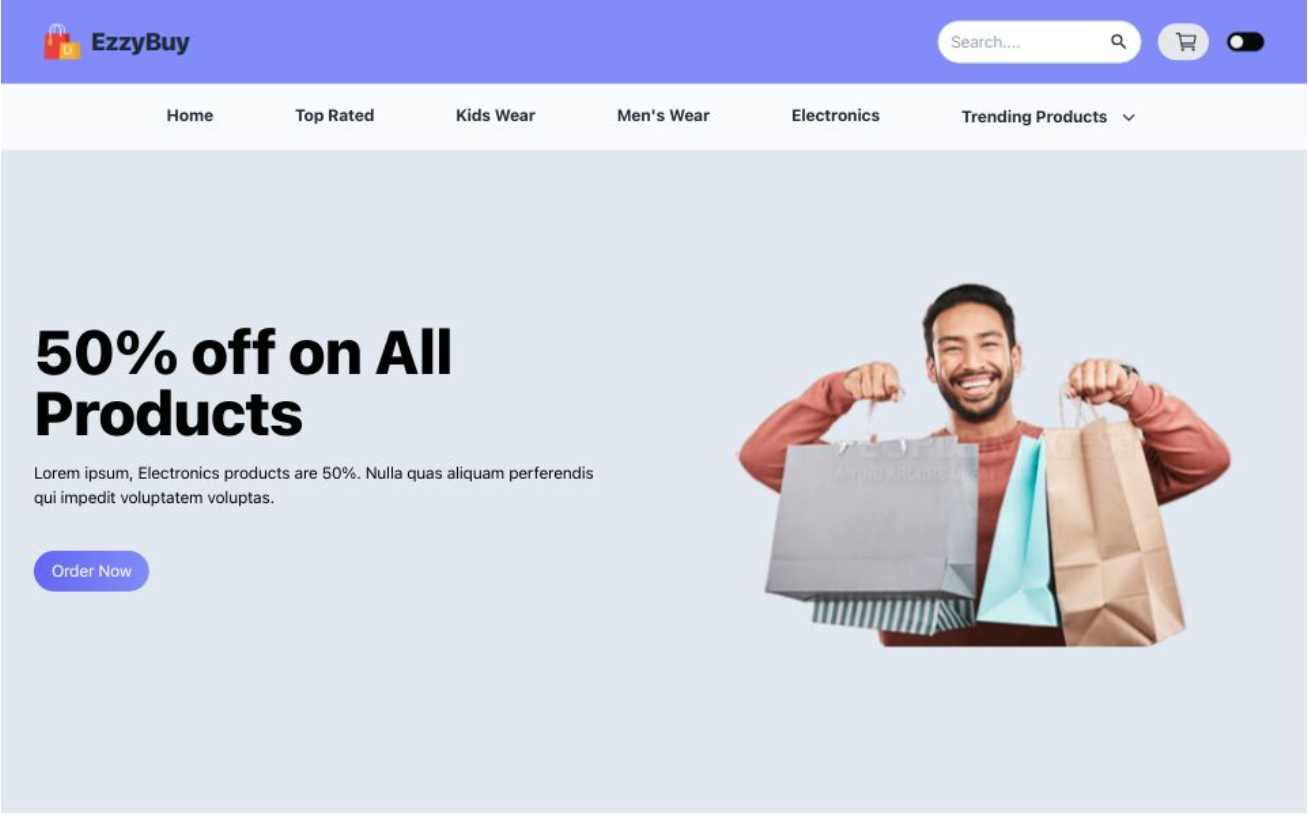 EzzyBuy
Search....
Home Top Rated Kids Wear Men's Wear Electronics Trending Products
50% off on All
Products
Lorem ipsum, Electronics products are 50%. Nulla quas aliquam perferendis
qui impedit voluptatem voluptas.
Order Now